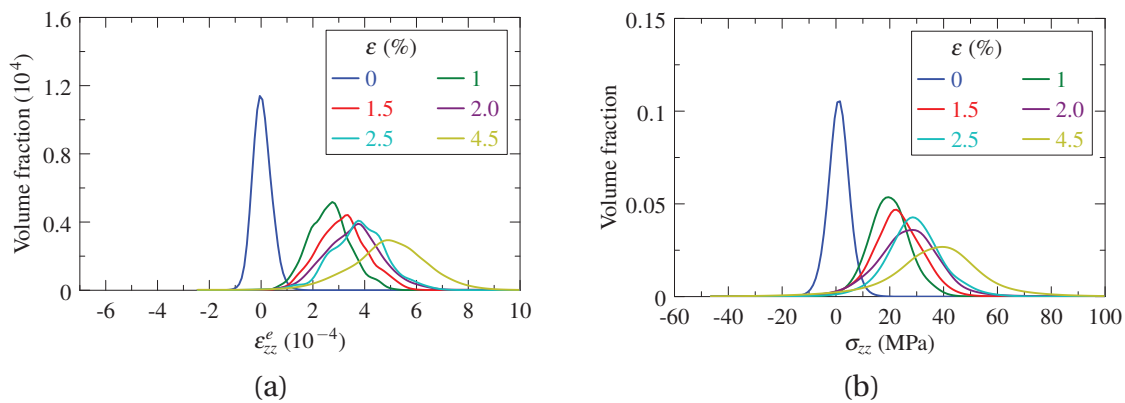 1.6
1.2
0.8
0.4
0
Volume fraction (10⁴)
ε (%)
0 1
1.5 2.0
2.5 4.5
-6 -4 -2 0 2 4 6 8 10
εᵉzz (10⁻⁴)
(a)
0.15
0.1
0.05
0
Volume fraction
ε (%)
0 1
1.5 2.0
2.5 4.5
-60 -40 -20 0 20 40 60 80 100
σzz (MPa)
(b)